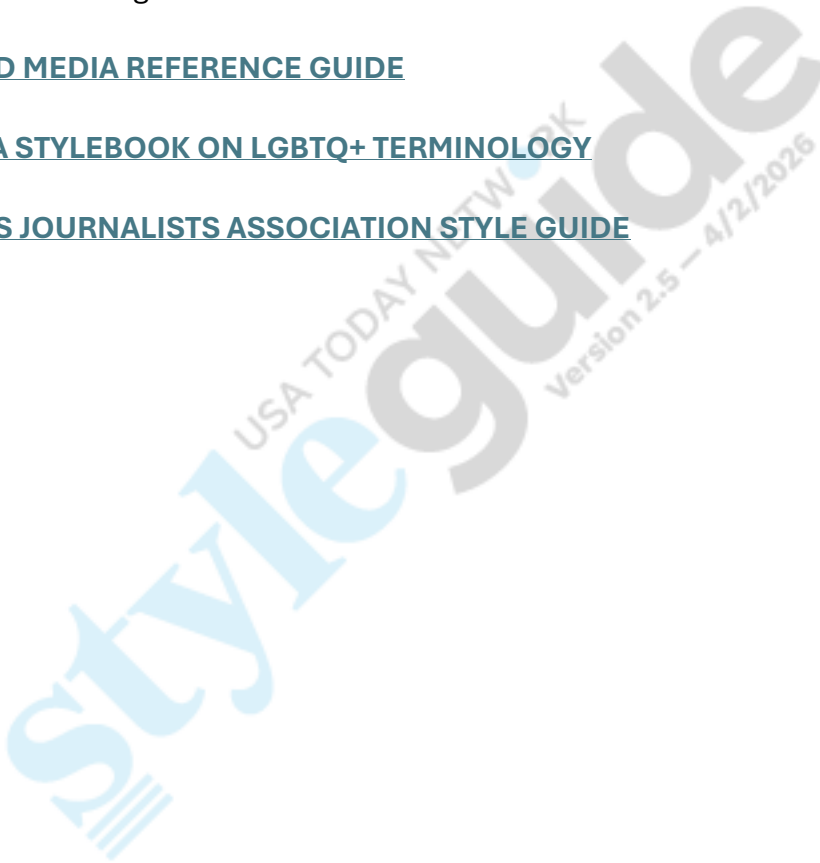 D MEDIA REFERENCE GUIDE
A STYLEBOOK ON LGBTQ+ TERMINOLOGY
S JOURNALISTS ASSOCIATION STYLE GUIDE
USA TODAY NETWORK
styleguide
Version 2.5 — 4/2/2026